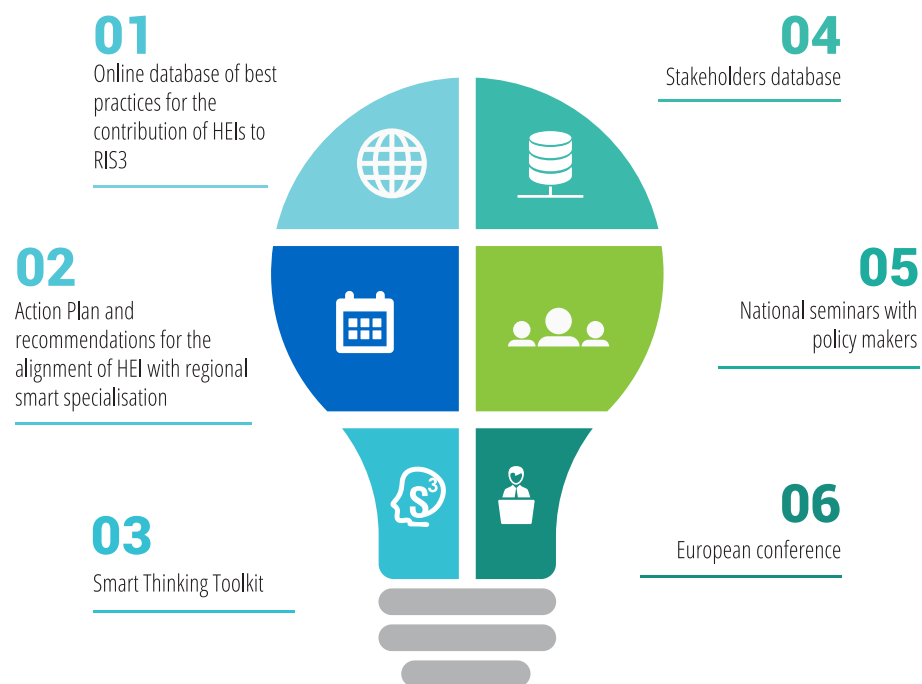 01
Online database of best
practices for the
contribution of HEIs to
RIS3
02
Action Plan and
recommendations for the
alignment of HEI with regional
smart specialisation
03
Smart Thinking Toolkit
S3
04
Stakeholders database
05
National seminars with
policy makers
06
European conference